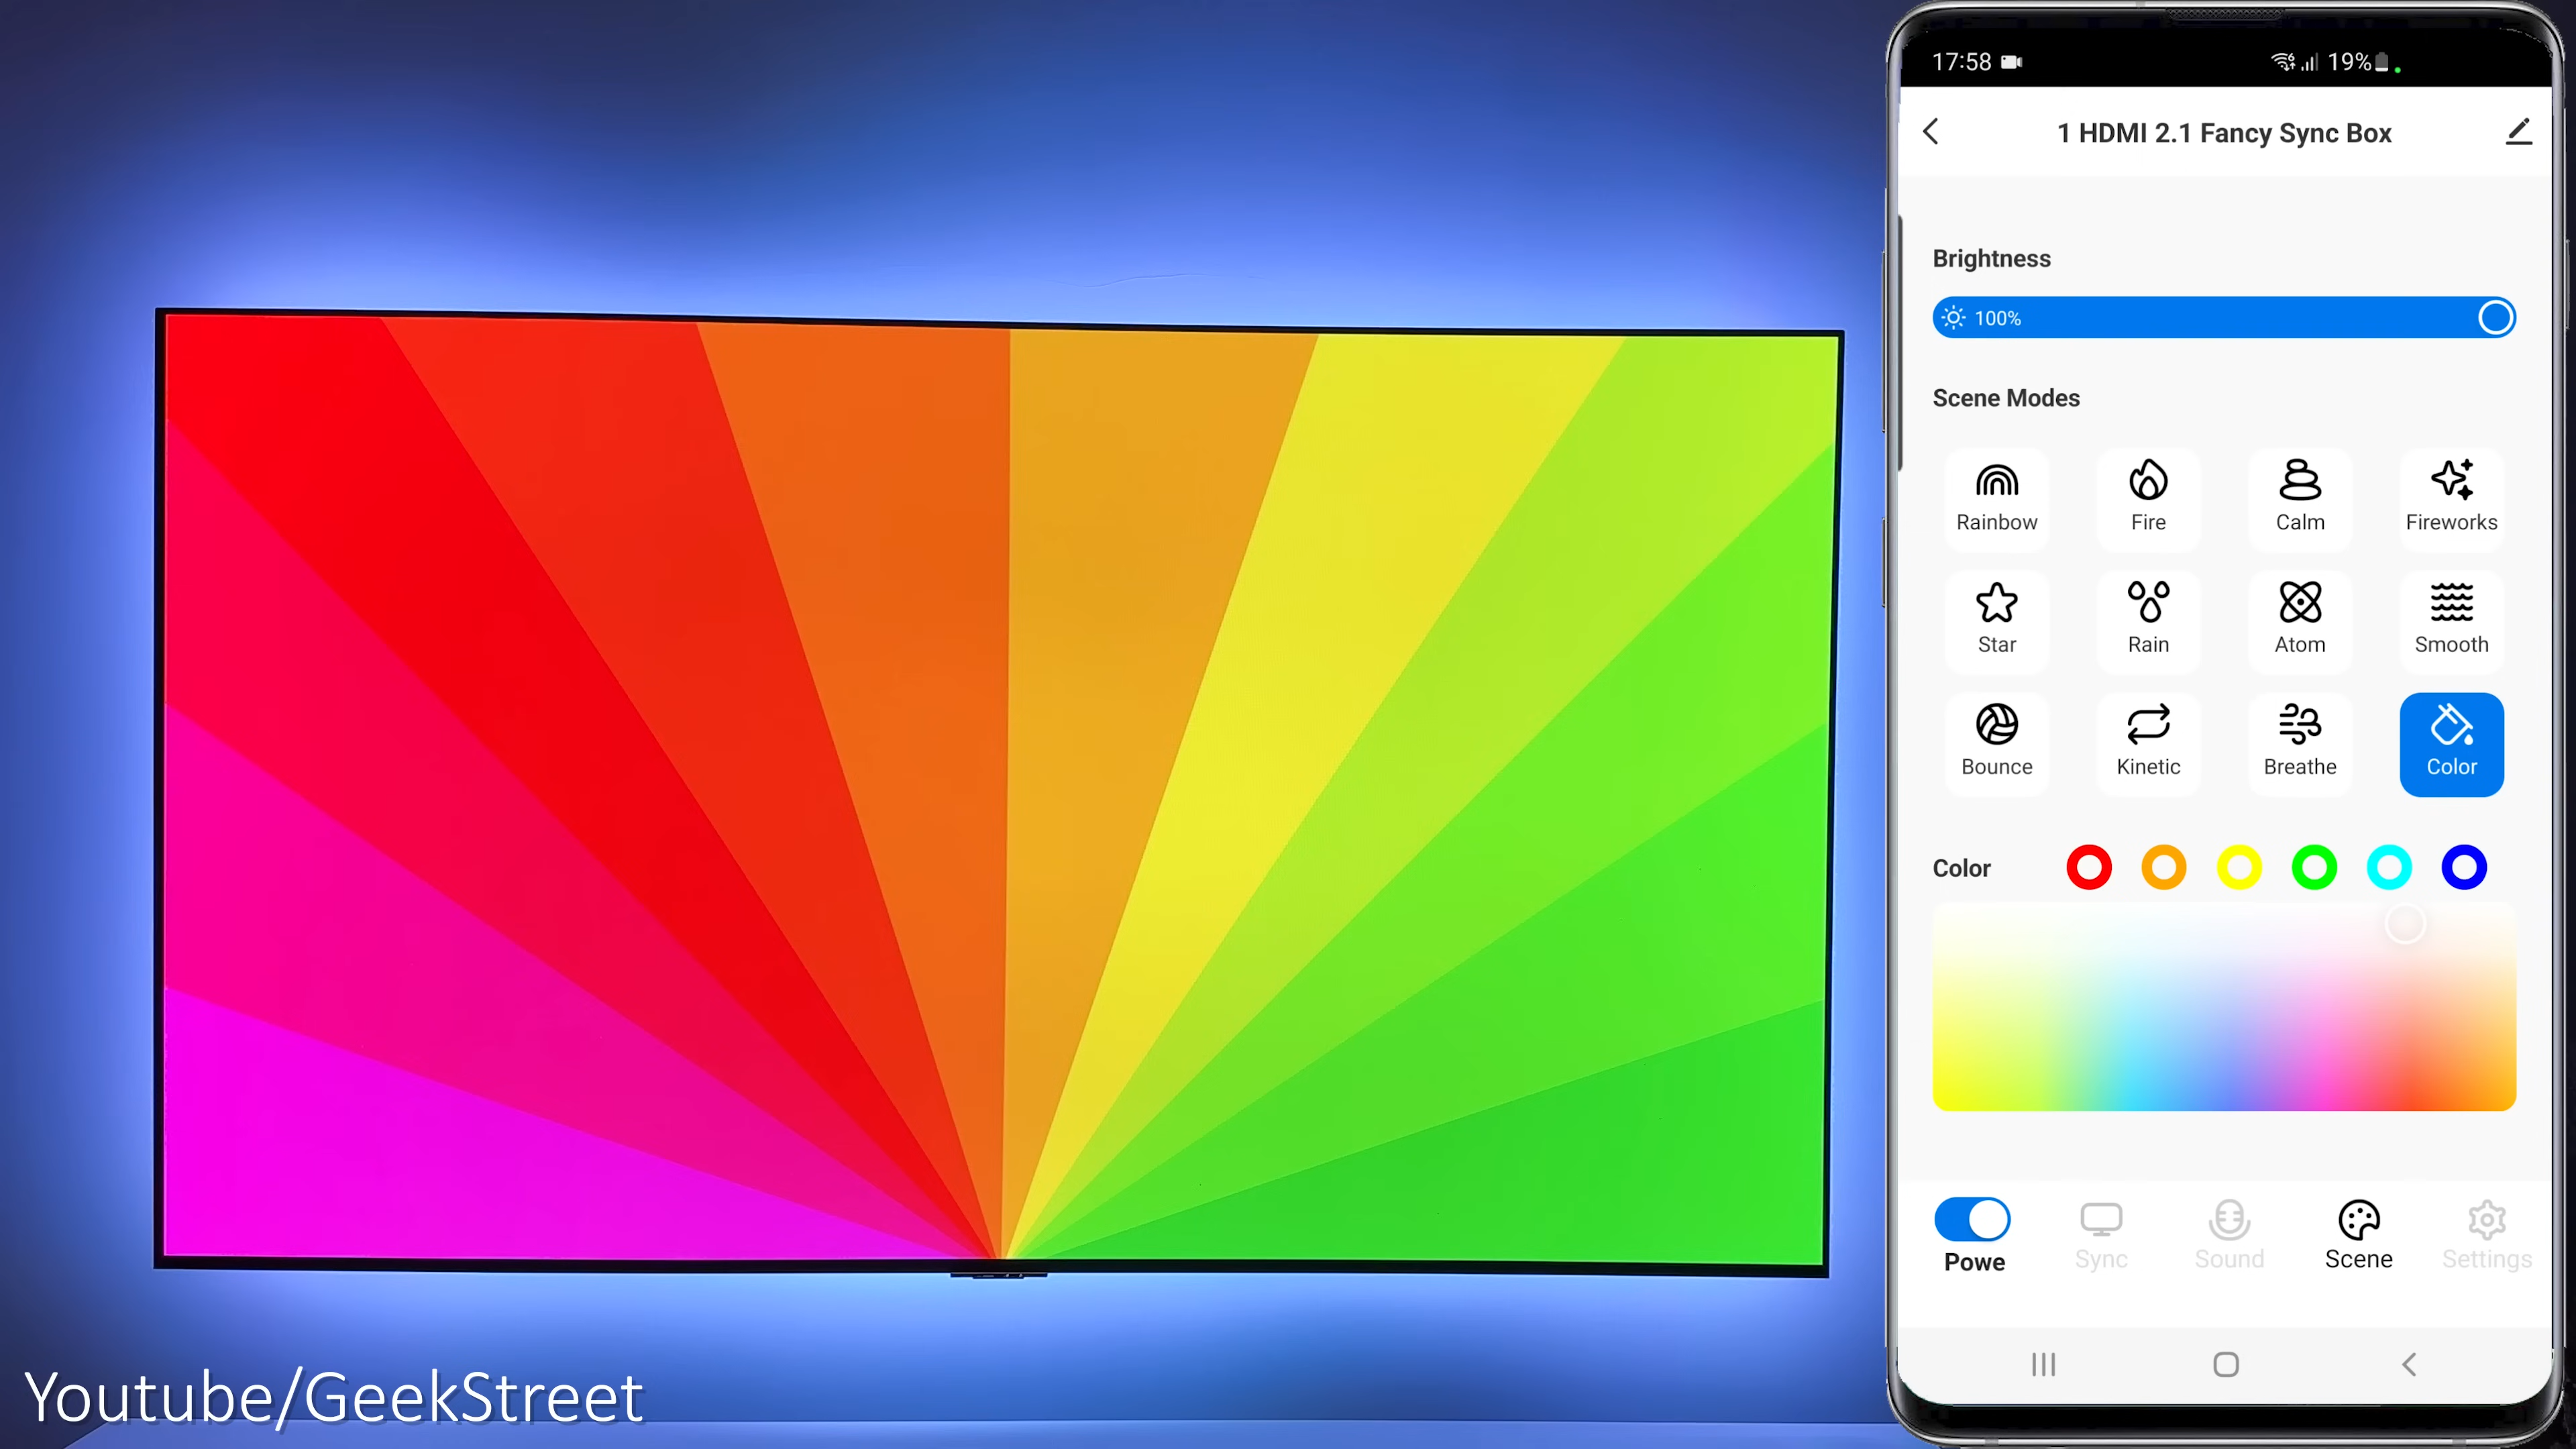 17:58
19%
1 HDMI 2.1 Fancy Sync Box
Brightness
100%
Scene Modes
Rainbow
Fire
Calm
Fireworks
Star
Rain
Atom
Smooth
Bounce
Kinetic
Breathe
Color
Color
Powe
Sync
Sound
Scene
Settings
Youtube/GeekStreet